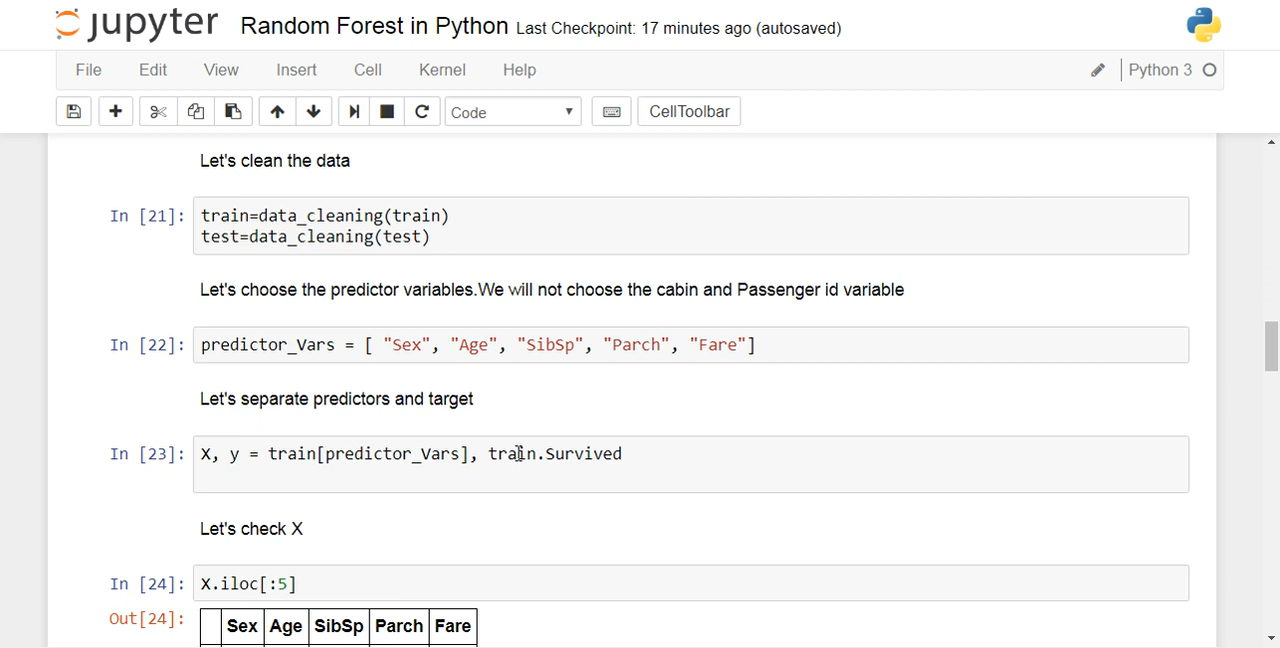 jupyter Random Forest in Python Last Checkpoint: 17 minutes ago (autosaved)
File Edit View Insert Cell Kernel Help Python 3
Code CellToolbar
Let's clean the data
In [21]: train=data_cleaning(train)
test=data_cleaning(test)
Let's choose the predictor variables.We will not choose the cabin and Passenger id variable
In [22]: predictor_Vars = [ "Sex", "Age", "SibSp", "Parch", "Fare"]
Let's separate predictors and target
In [23]: X, y = train[predictor_Vars], train.Survived
Let's check X
In [24]: X.iloc[:5]
Out[24]: Sex Age SibSp Parch Fare